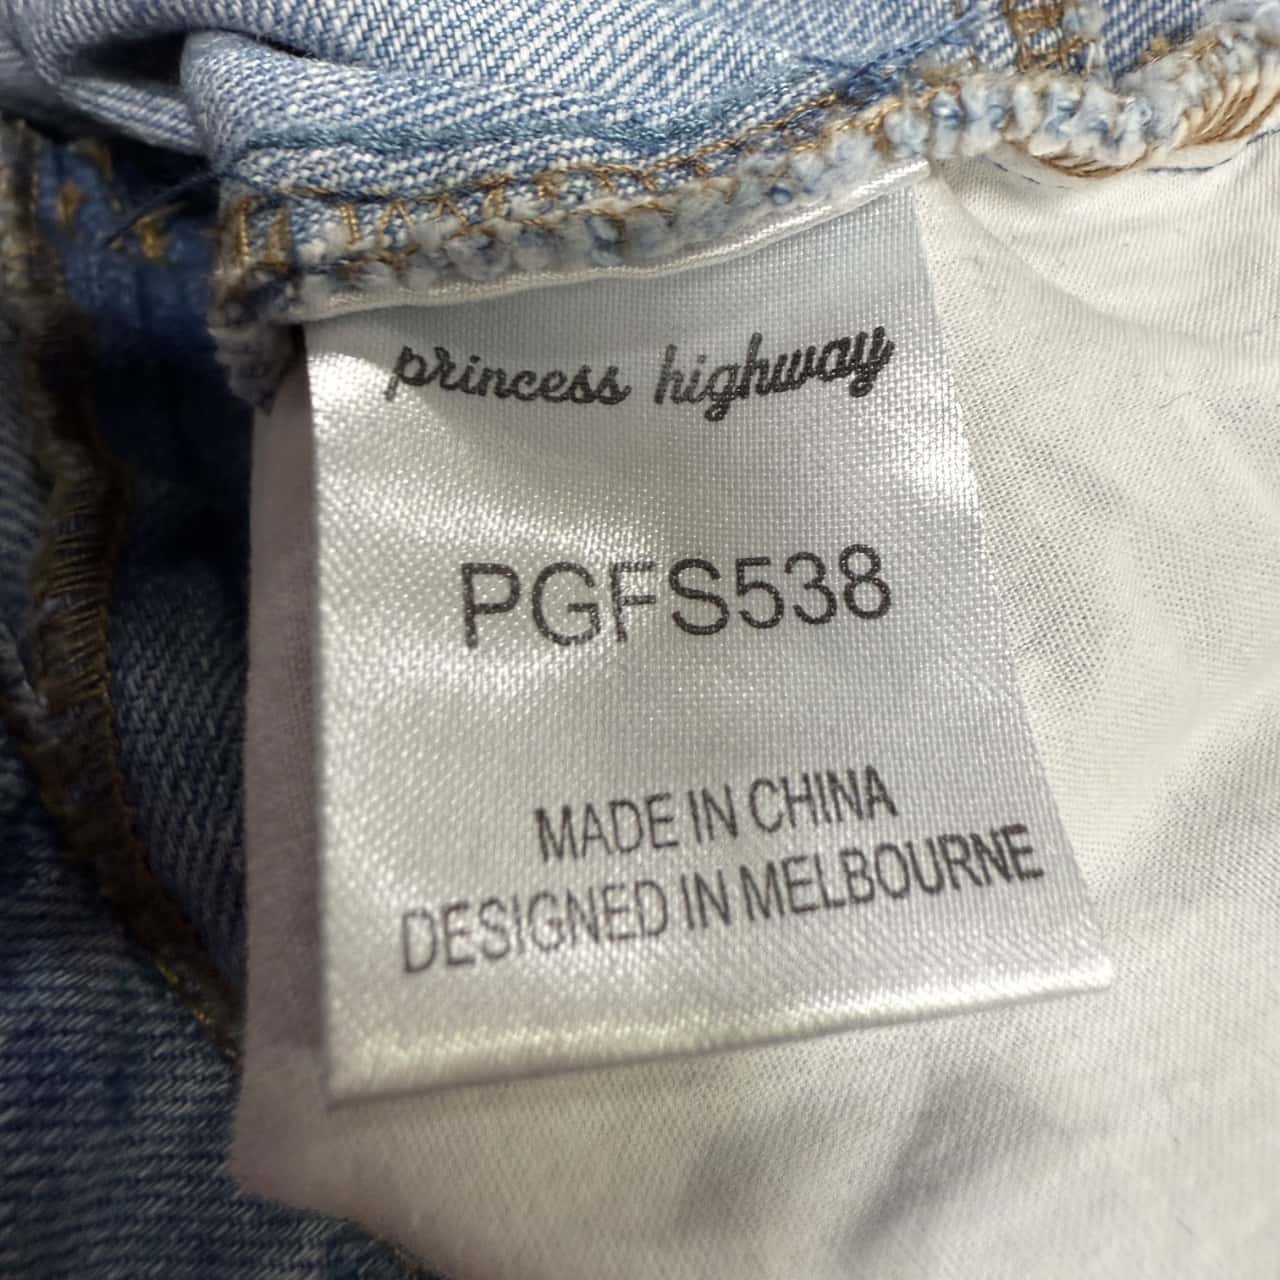 princess highway
PGFS538
MADE IN CHINA
DESIGNED IN MELBOURNE